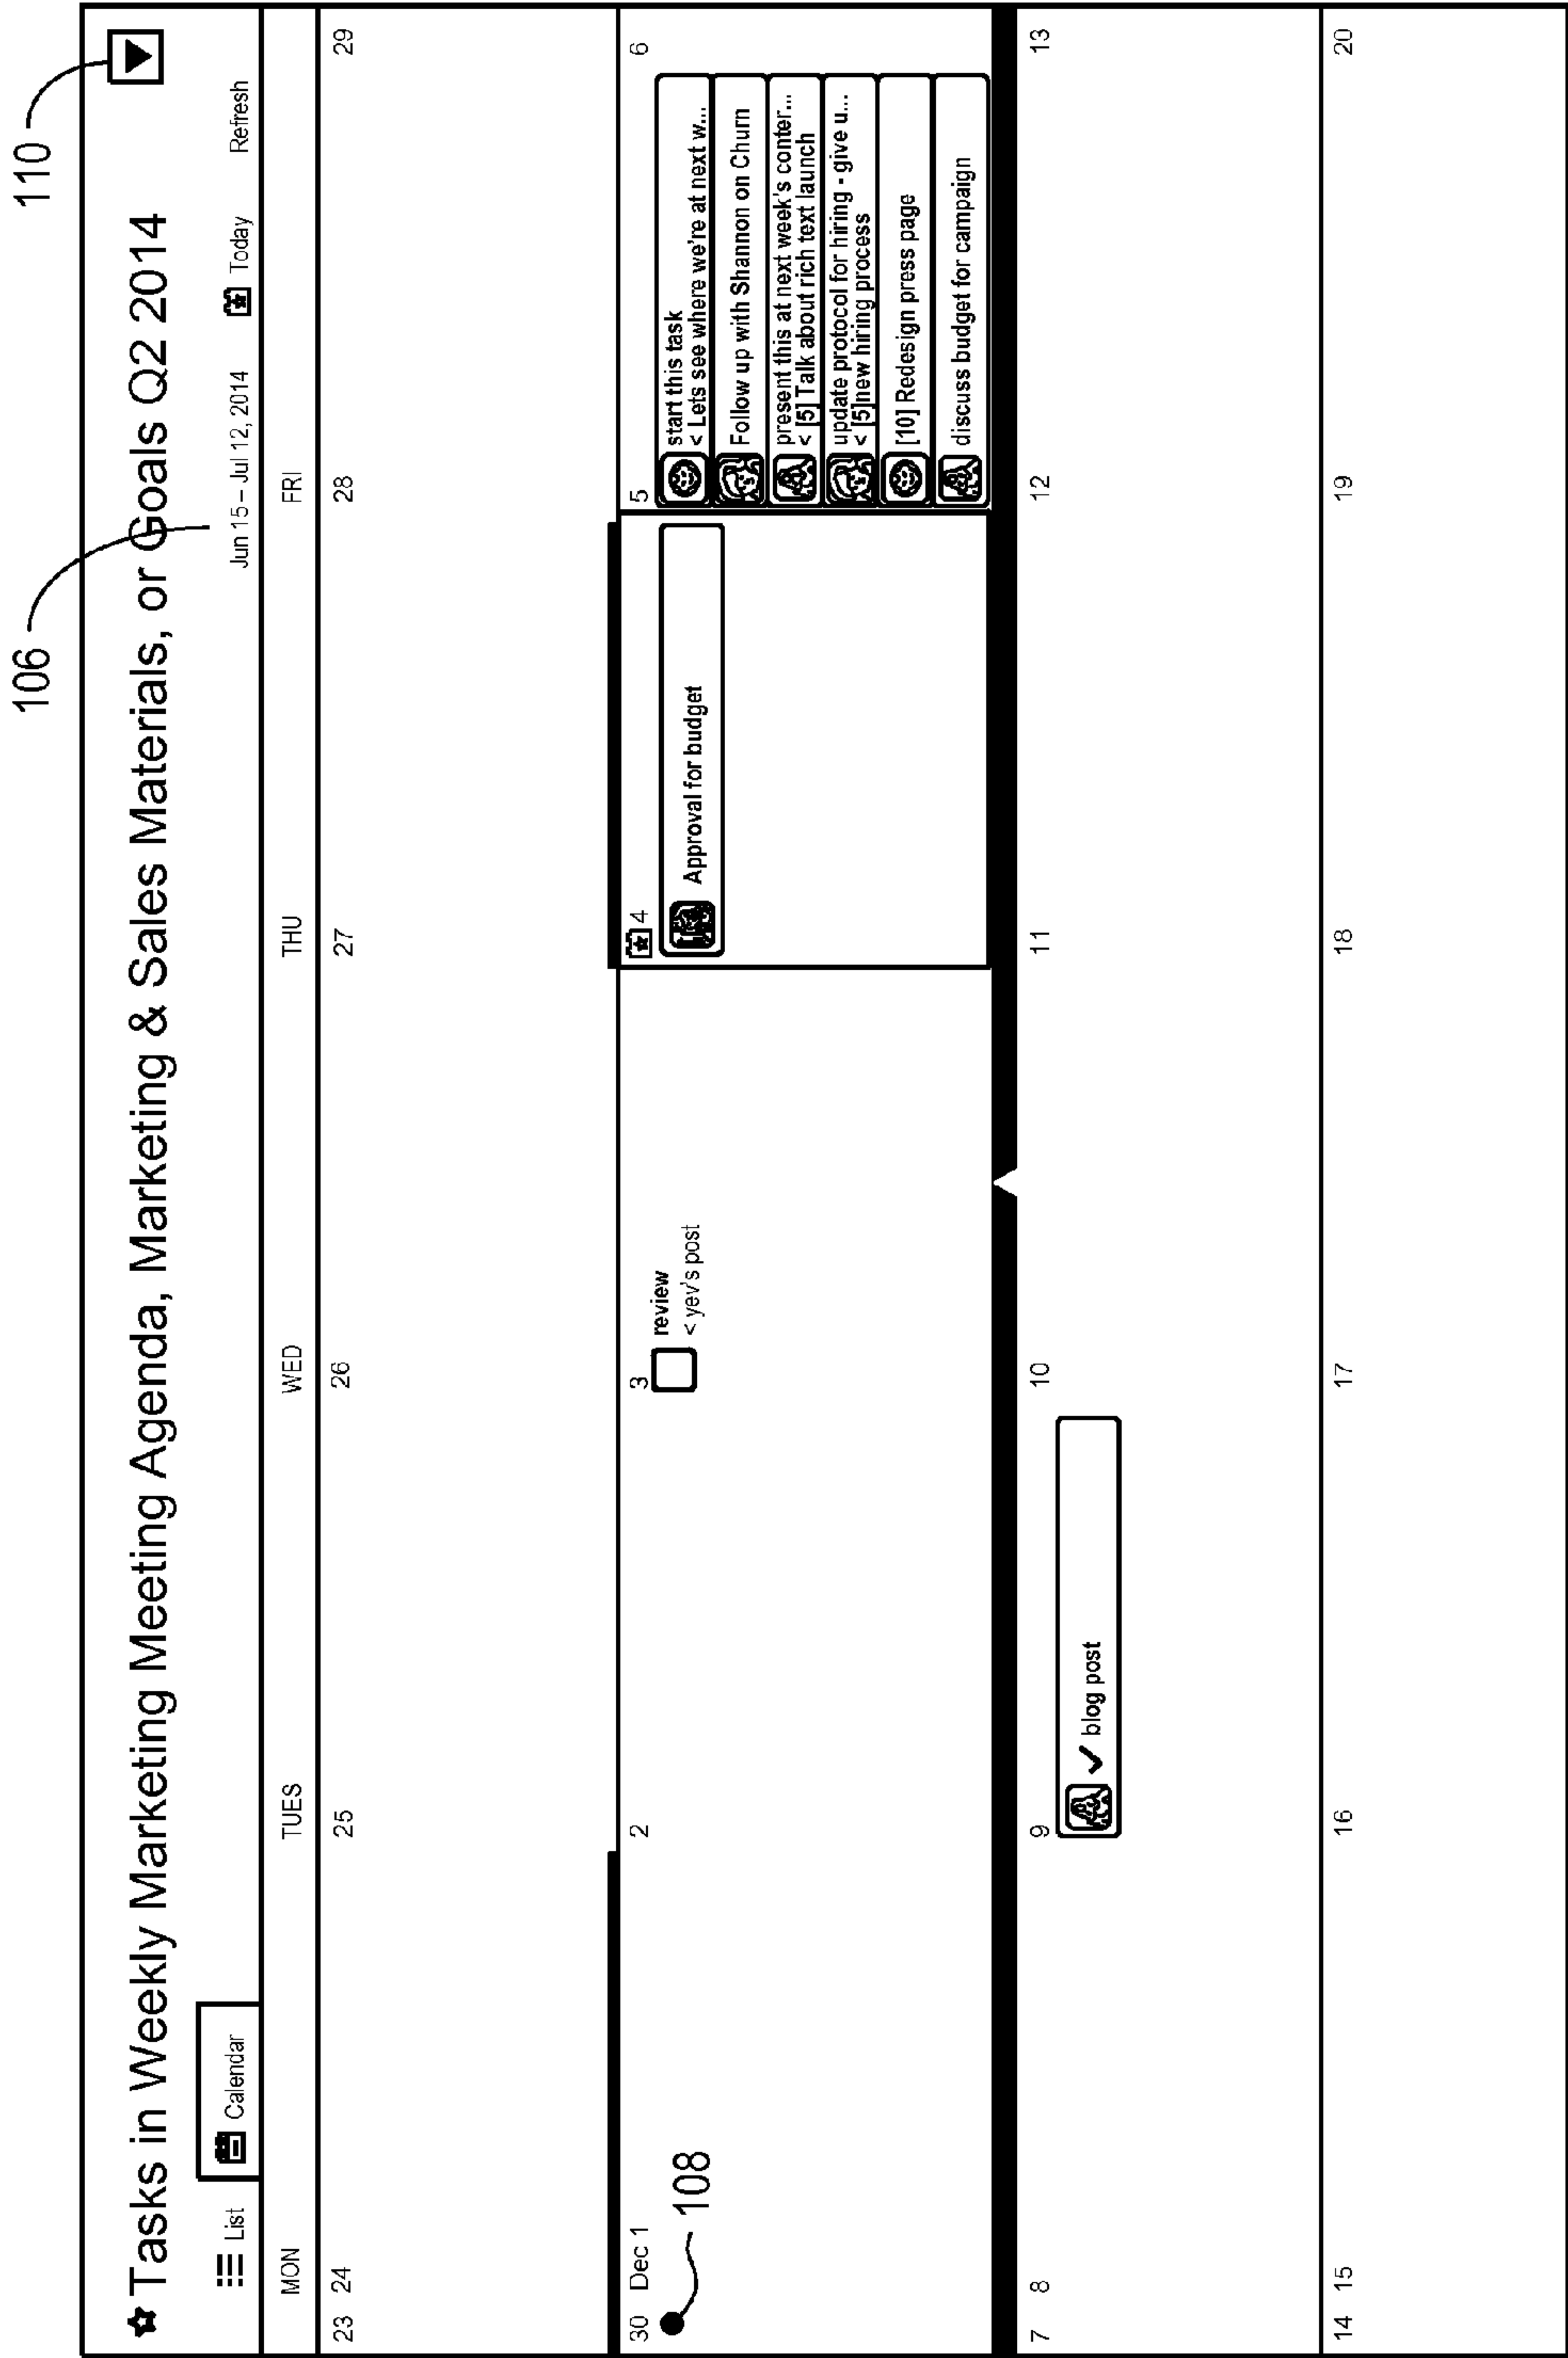 110
106
Tasks in Weekly Marketing Meeting Agenda, Marketing & Sales Materials, or Goals Q2 2014
List Calendar Jun 15 – Jul 12, 2014 Today Refresh
MON TUES WED THU FRI
23 24 25 26 27 28 29
30 Dec 1 2 3 4 5 6
108
review
< yev's post
Approval for budget
start this task
< Lets see where we're at next w...
Follow up with Shannon on Churn
present this at next week's conter...
< [5] Talk about rich text launch
update protocol for hiring - give u...
< [5]new hiring process
[10] Redesign press page
discuss budget for campaign
7 8 9 10 11 12 13
✓ blog post
14 15 16 17 18 19 20